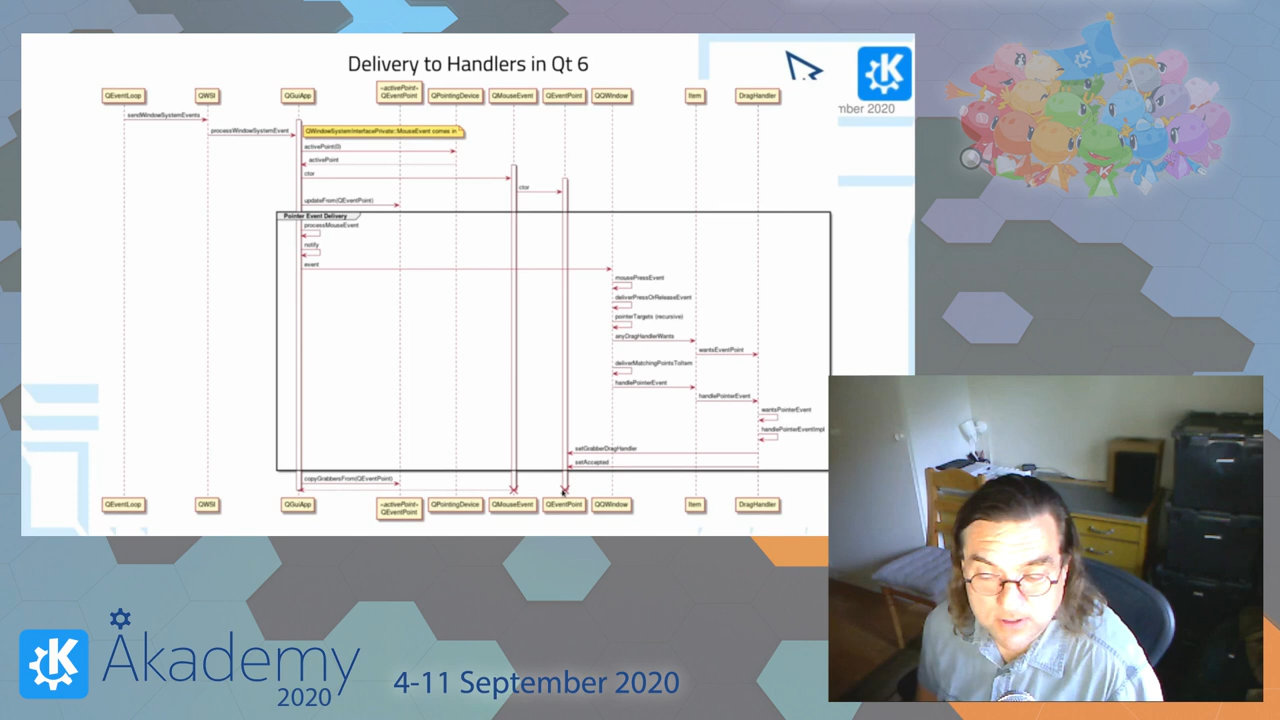 Delivery to Handlers in Qt 6
mber 2020
QEventLoop
QWSI
QGuiApp
«activePoint»
QEventPoint
QPointingDevice
QMouseEvent
QEventPoint
QQWindow
Item
DragHandler
sendWindowSystemEvents
processWindowSystemEvent
QWindowSystemInterfacePrivate::MouseEvent comes in
activePoint(0)
activePoint
ctor
ctor
updateFrom(QEventPoint)
Pointer Event Delivery
processMouseEvent
notify
event
mousePressEvent
deliverPressOrReleaseEvent
pointerTargets (recursive)
anyDragHandlerWants
wantsEventPoint
deliverMatchingPointsToItem
handlePointerEvent
handlePointerEvent
wantsPointerEvent
handlePointerEventImpl
setGrabberDragHandler
setAccepted
copyGrabbersFrom(QEventPoint)
QEventLoop
QWSI
QGuiApp
«activePoint»
QEventPoint
QPointingDevice
QMouseEvent
QEventPoint
QQWindow
Item
DragHandler
Akademy
2020
4-11 September 2020